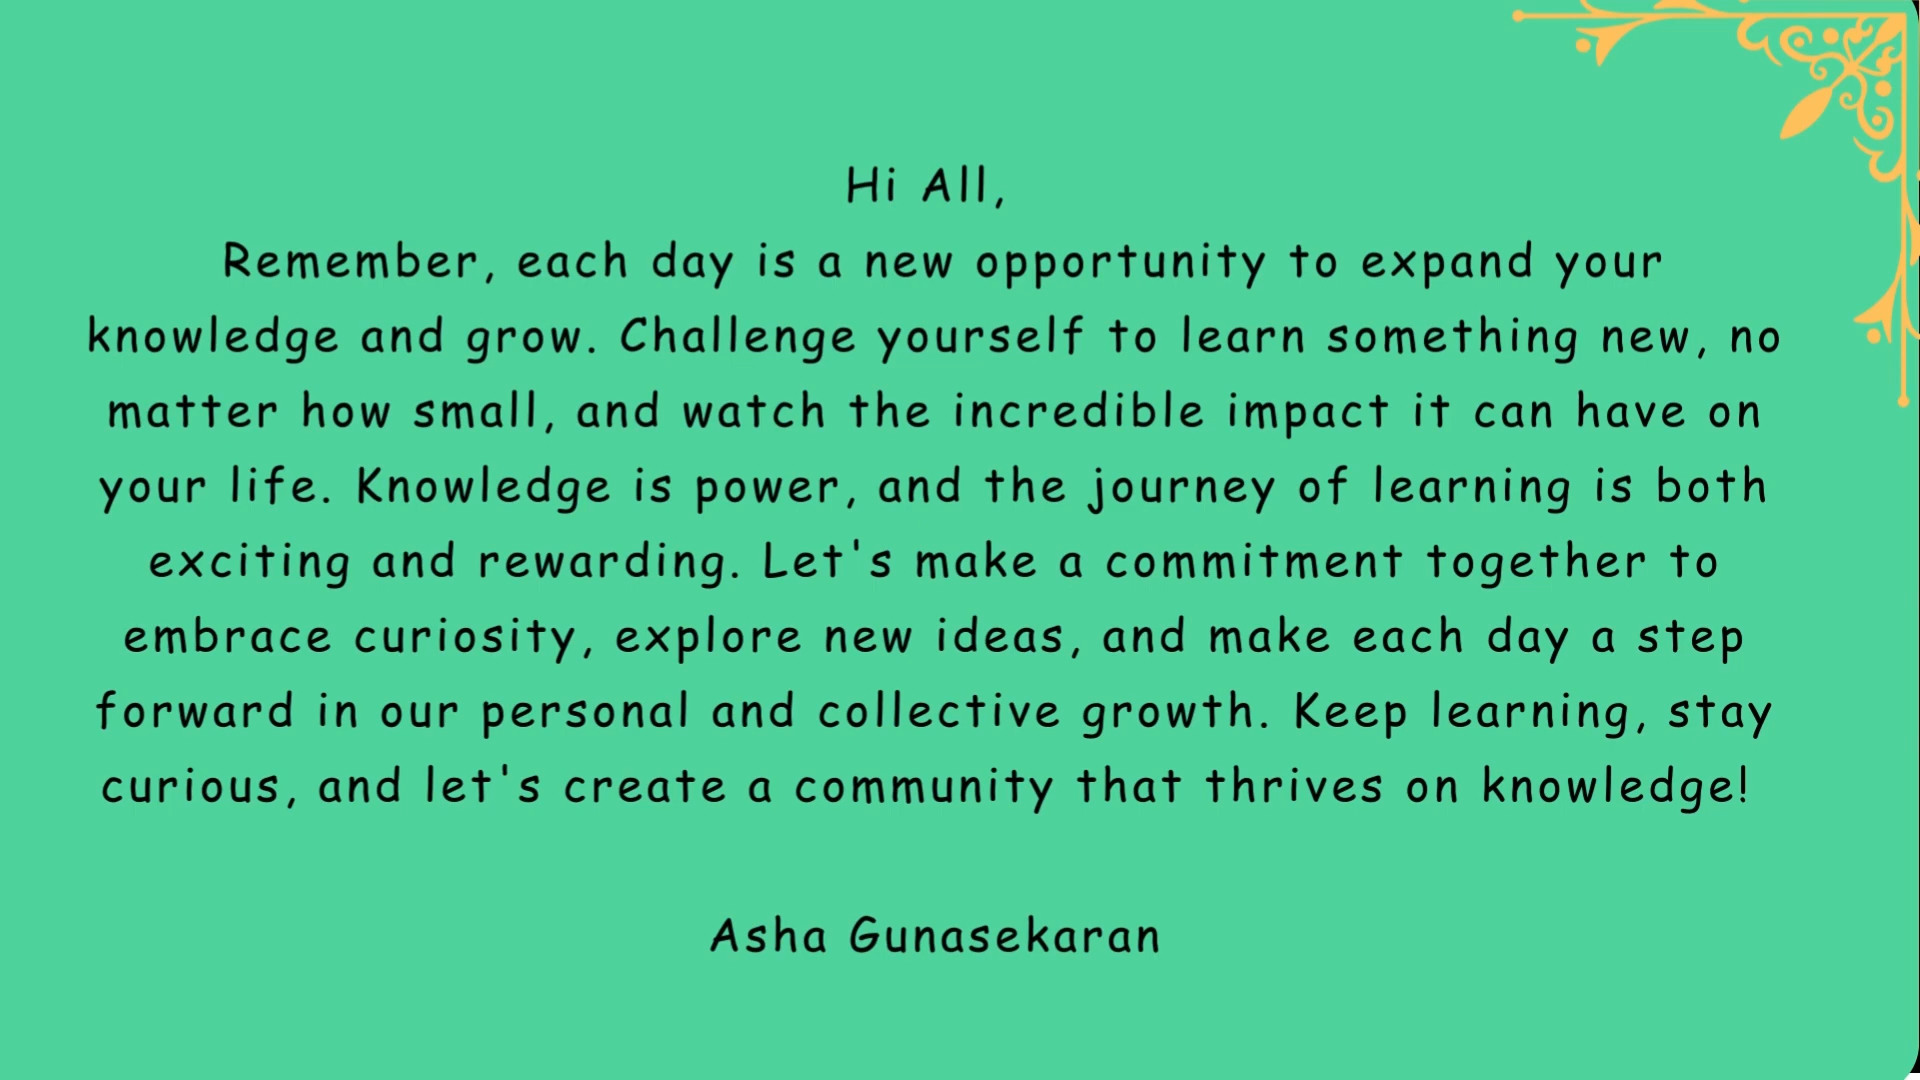 Hi All,
Remember, each day is a new opportunity to expand your
knowledge and grow. Challenge yourself to learn something new, no
matter how small, and watch the incredible impact it can have on
your life. Knowledge is power, and the journey of learning is both
exciting and rewarding. Let's make a commitment together to
embrace curiosity, explore new ideas, and make each day a step
forward in our personal and collective growth. Keep learning, stay
curious, and let's create a community that thrives on knowledge!
Asha Gunasekaran